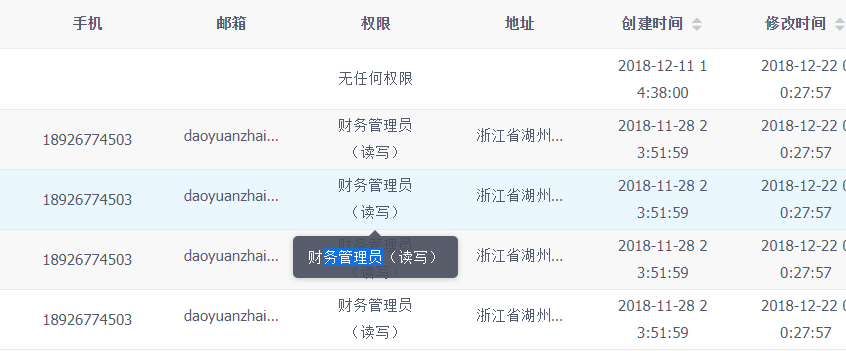 手机 邮箱 权限 地址 创建时间 修改时间
无任何权限 2018-12-11 1 2018-12-22 0
4:38:00 0:27:57
18926774503 daoyuanzhai... 财务管理员 浙江省湖州... 2018-11-28 2 2018-12-22 0
（读写） 3:51:59 0:27:57
18926774503 daoyuanzhai... 财务管理员 浙江省湖州... 2018-11-28 2 2018-12-22 0
（读写） 3:51:59 0:27:57
18926774503 daoyuanzhai... 浙江省湖州... 2018-11-28 2 2018-12-22 0
财务管理员（读写） 3:51:59 0:27:57
18926774503 daoyuanzhai... 财务管理员 浙江省湖州... 2018-11-28 2 2018-12-22 0
（读写） 3:51:59 0:27:57